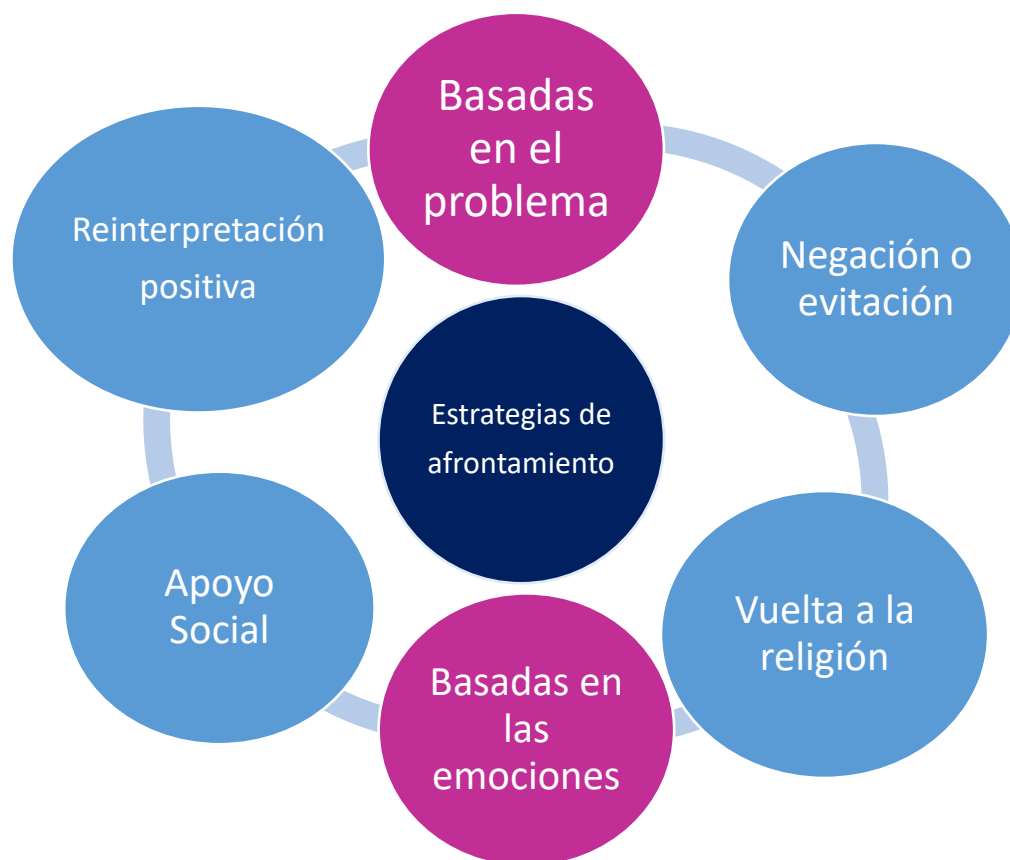 Basadas
en el
problema
Reinterpretación
positiva
Negación o
evitación
Estrategias de
afrontamiento
Apoyo
Social
Vuelta a la
religión
Basadas en
las
emociones